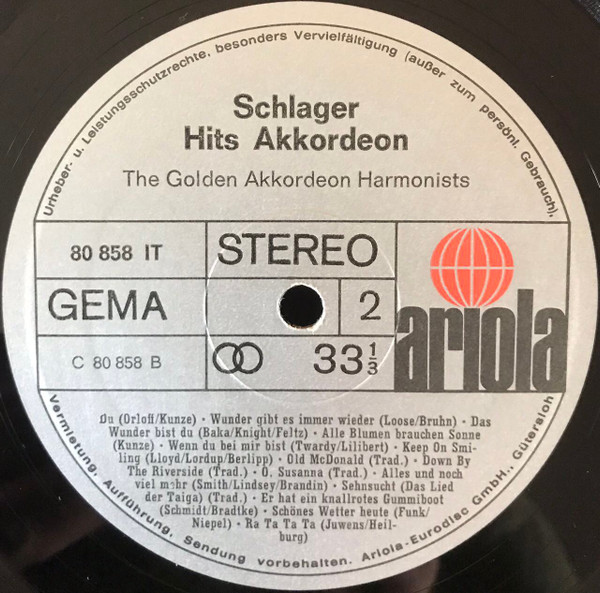 Urheber- u. Leistungsschutzrechte, besonders Vervielfältigung (außer zum persönl. Gebrauch),
Schlager
Hits Akkordeon
The Golden Akkordeon Harmonists
80 858 IT
STEREO
GEMA
2
ariola
C 80 858 B
33 1/3
Du (Orloff/Kunze) · Wunder gibt es immer wieder (Loose/Bruhn) · Das
Wunder bist du (Baka/Knight/Feltz) · Alle Blumen brauchen Sonne
(Kunze) · Wenn du bei mir bist (Twardy/Lilibert) · Keep On Smi-
ling (Lloyd/Lordup/Berlipp) · Old McDonald (Trad.) · Down By
The Riverside (Trad.) · O, Susanna (Trad.) · Alles und noch
viel mehr (Smith/Lindsey/Brandin) · Sehnsucht (Das Lied
der Taiga) (Trad.) · Er hat ein knallrotes Gummiboot
(Schmidt/Bradtke) · Schönes Wetter heute (Funk/
Niepel) · Ra Ta Ta Ta (Juwens/Heil-
burg)
Vermietung, Aufführung, Sendung vorbehalten. Ariola-Eurodisc GmbH., Gütersloh